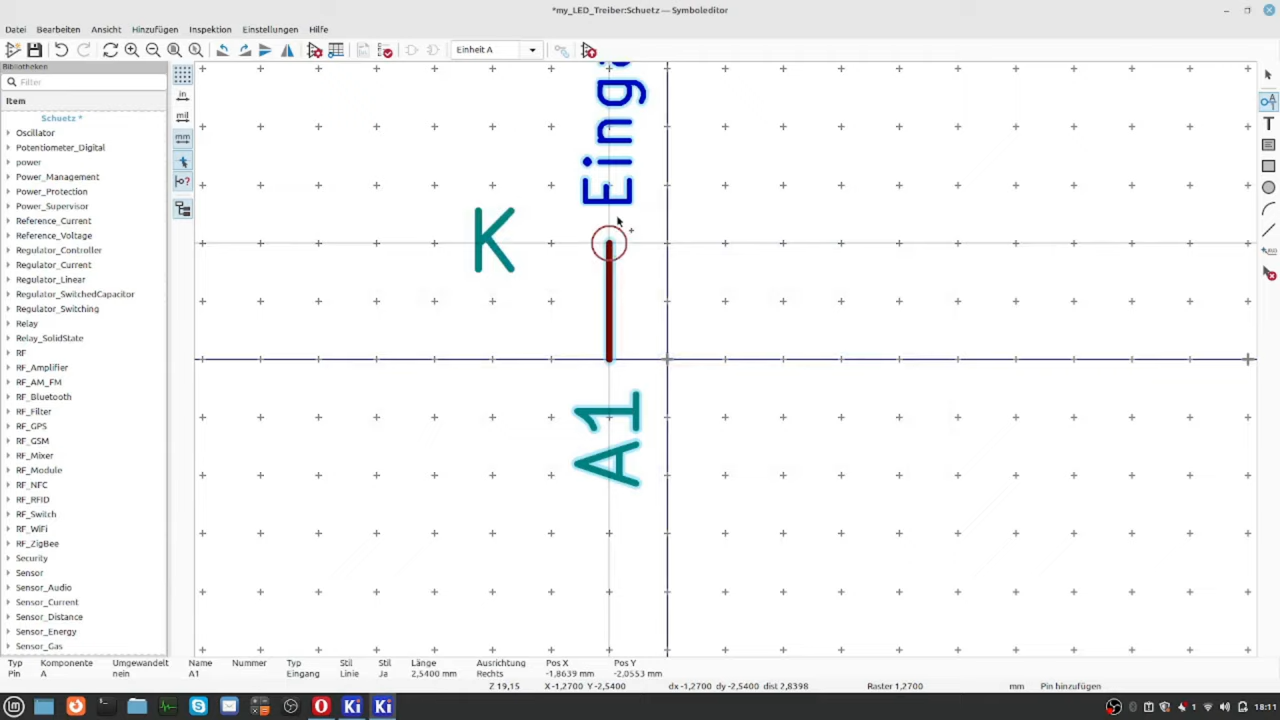 *my_LED_Treiber:Schuetz — Symboleditor
Datei Bearbeiten Ansicht Hinzufügen Inspektion Einstellungen Hilfe
Einheit A
Bibliotheken
Filter
Item
Schuetz *
Oscillator
Potentiometer_Digital
power
Power_Management
Power_Protection
Power_Supervisor
Reference_Current
Reference_Voltage
Regulator_Controller
Regulator_Current
Regulator_Linear
Regulator_SwitchedCapacitor
Regulator_Switching
Relay
Relay_SolidState
RF
RF_Amplifier
RF_AM_FM
RF_Bluetooth
RF_Filter
RF_GPS
RF_GSM
RF_Mixer
RF_Module
RF_NFC
RF_RFID
RF_Switch
RF_WiFi
RF_ZigBee
Security
Sensor
Sensor_Audio
Sensor_Current
Sensor_Distance
Sensor_Energy
Sensor_Gas
in
mil
mm
Eing
K
A1
T
Typ Komponente Umgewandelt Name Nummer Typ Stil Stil Länge Ausrichtung Pos X Pos Y
Pin A nein A1 Eingang Linie Ja 2,5400 mm Rechts -1,8639 mm -2,0553 mm
Z 19,15 X -1,2700 Y -2,5400 dx -1,2700 dy -2,5400 dist 2,8398 Raster 1,2700 mm Pin hinzufügen
Ki Ki 1 18:11